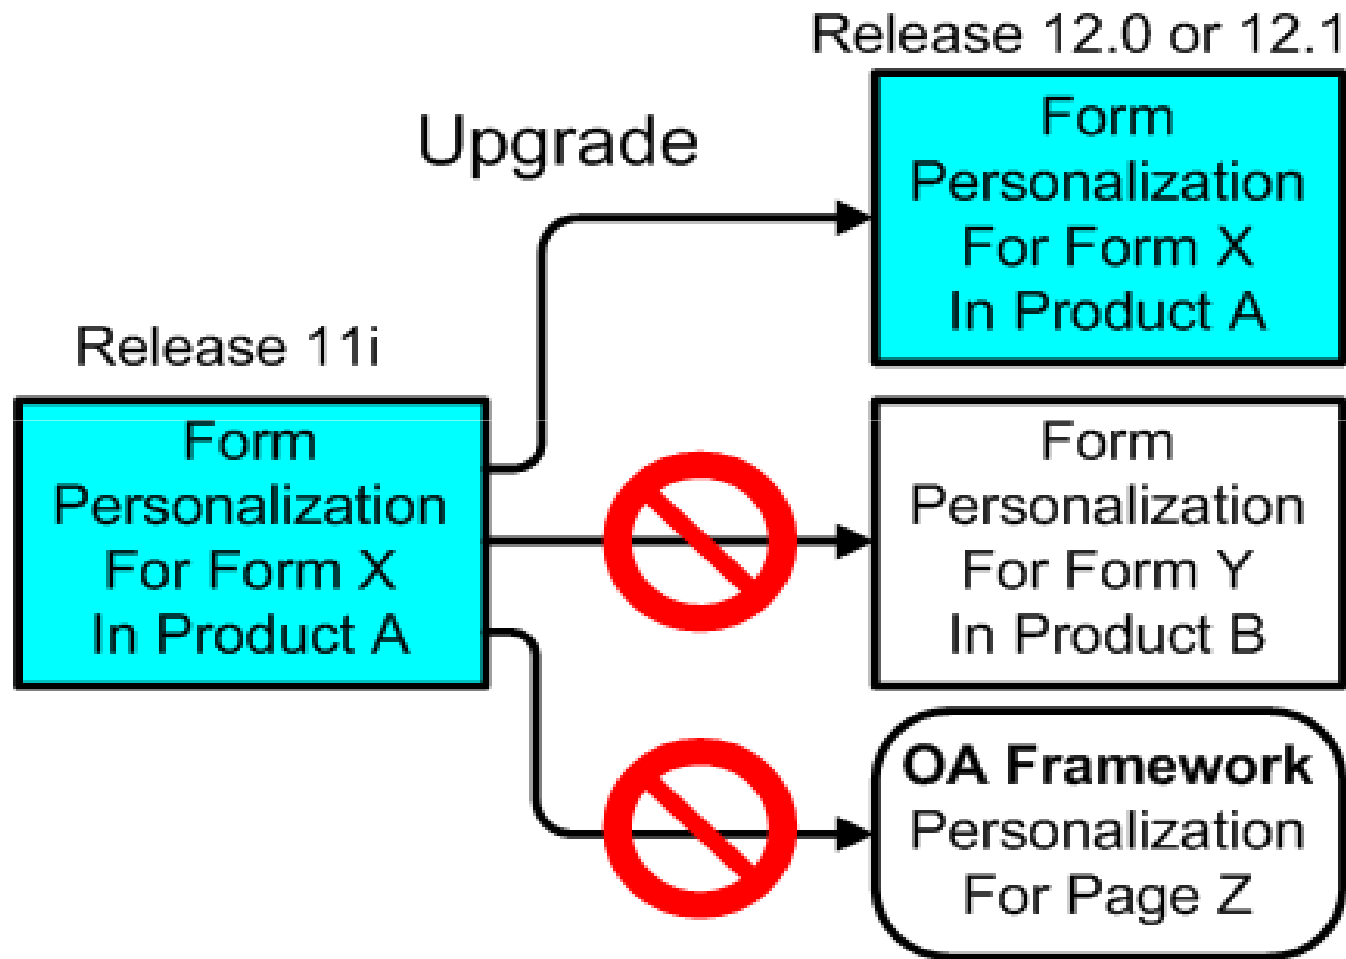 Release 12.0 or 12.1
Upgrade
Form
Personalization
For Form X
In Product A
Release 11i
Form
Personalization
For Form X
In Product A
Form
Personalization
For Form Y
In Product B
OA Framework
Personalization
For Page Z